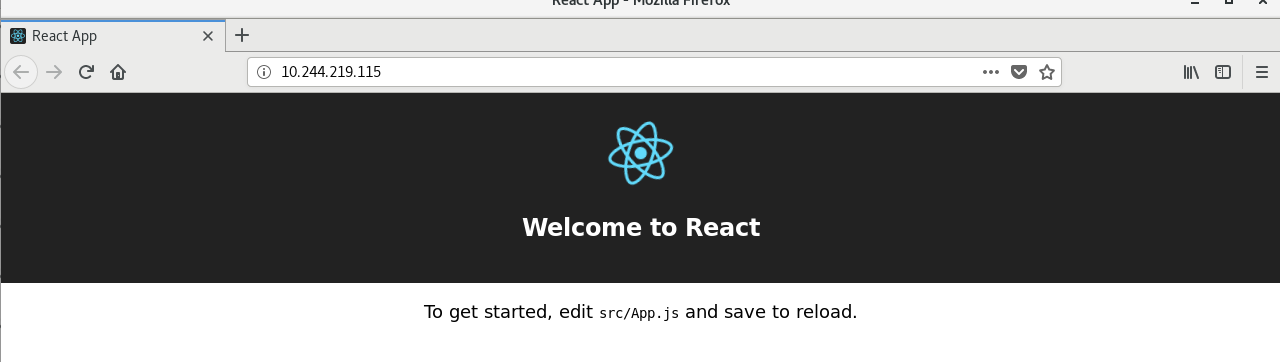 React App - Mozilla Firefox
React App
10.244.219.115
Welcome to React
To get started, edit src/App.js and save to reload.